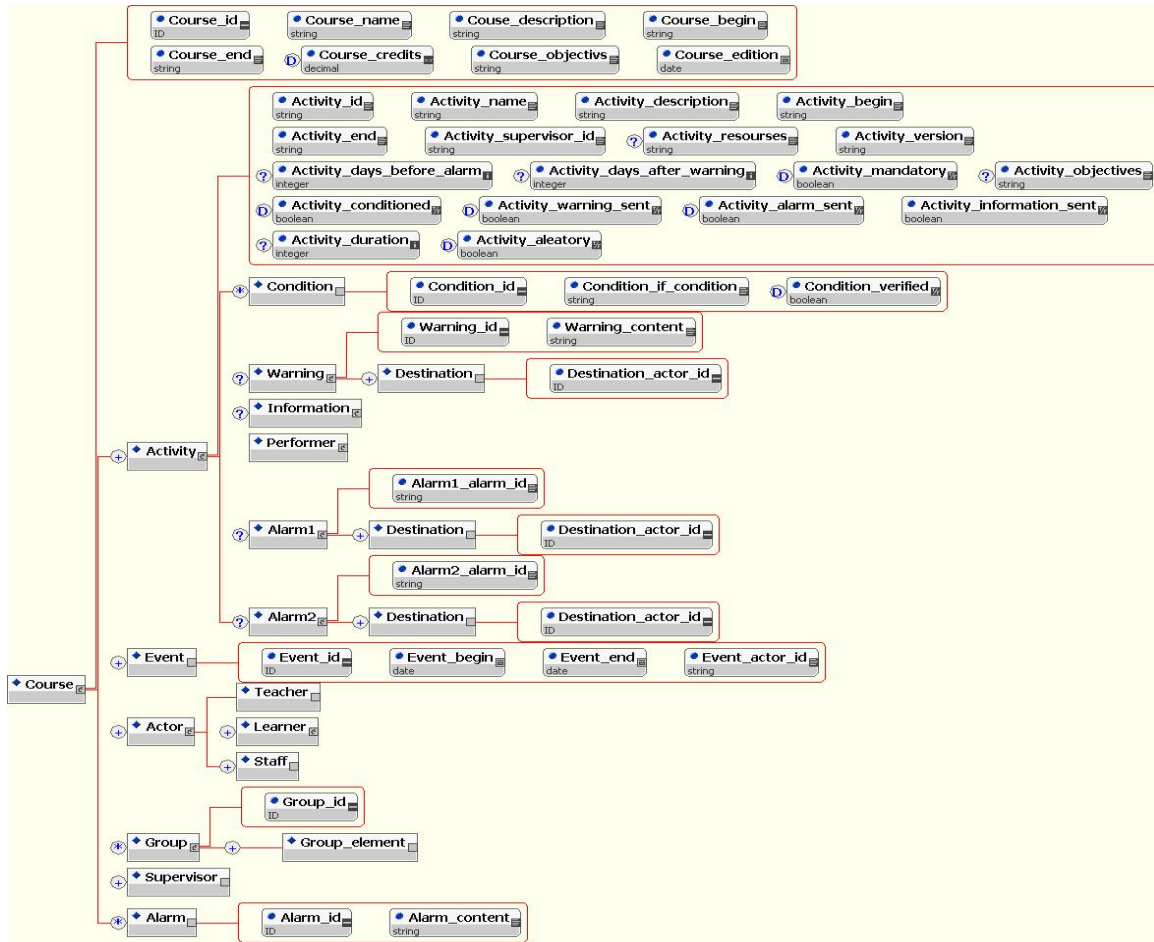 Course_id Course_name Couse_description Course_begin
ID string string string
Course_end Course_credits Course_objectivs Course_edition
string D decimal string date
Activity_id Activity_name Activity_description Activity_begin
string string string string
Activity_end Activity_supervisor_id Activity_resourses Activity_version
string string ? string string
Activity_days_before_alarm Activity_days_after_warning Activity_mandatory Activity_objectives
? integer ? integer D boolean ? string
Activity_conditioned Activity_warning_sent Activity_alarm_sent Activity_information_sent
D boolean D boolean D boolean boolean
Activity_duration Activity_aleatory
? integer D boolean
* Condition Condition_id Condition_if_condition Condition_verified
ID string D boolean
Warning_id Warning_content
ID string
? Warning + Destination Destination_actor_id
ID
? Information
Performer
+ Activity
Alarm1_alarm_id
string
? Alarm1 + Destination Destination_actor_id
ID
Alarm2_alarm_id
string
? Alarm2 + Destination Destination_actor_id
ID
+ Event Event_id Event_begin Event_end Event_actor_id
ID date date string
Course
Teacher
+ Actor + Learner
+ Staff
Group_id
ID
* Group + Group_element
+ Supervisor
* Alarm Alarm_id Alarm_content
ID string